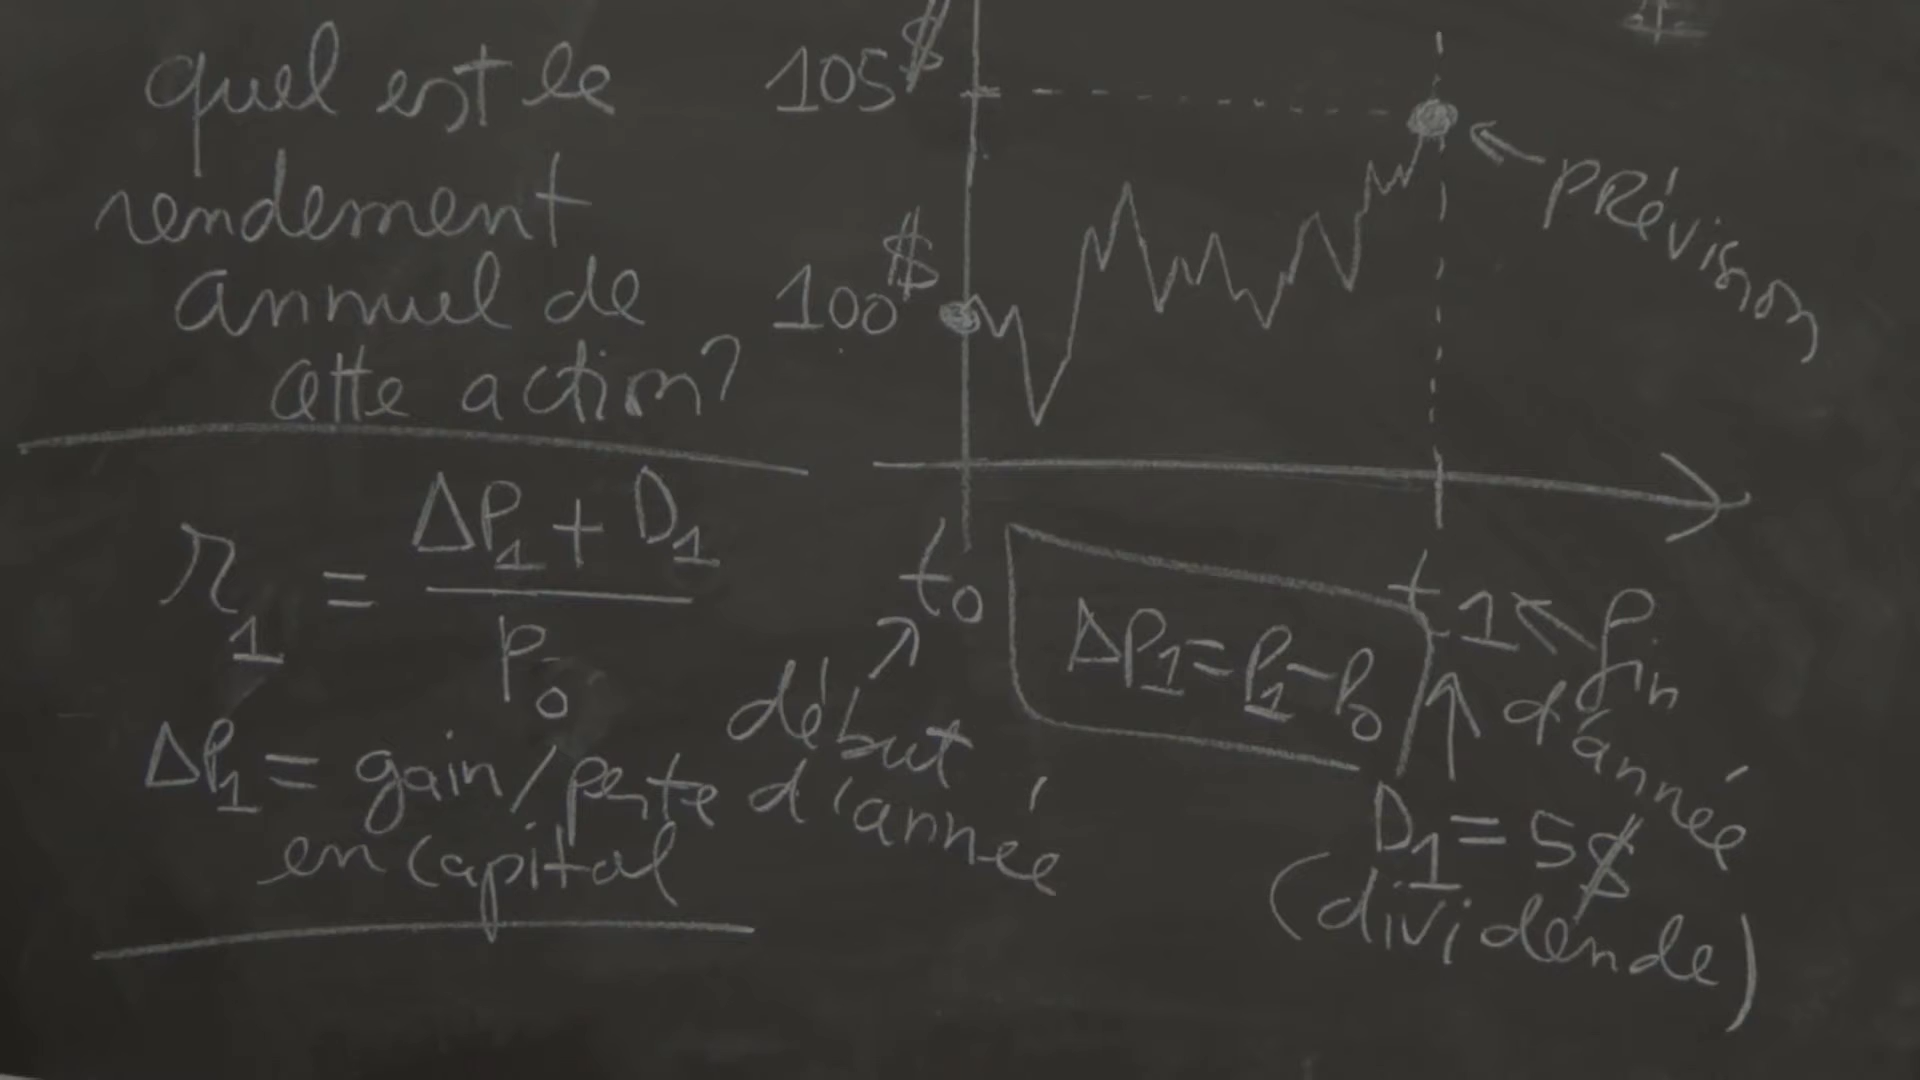 quel est le
rendement
annuel de
cette action?
105$
100$
PRévision
r₁ = (ΔP₁ + D₁) / P₀
ΔP₁ = gain/perte
en capital
t₀
début
d'année
ΔP₁ = P₁ - P₀
t₁
fin
d'année
D₁ = 5$
(dividende)